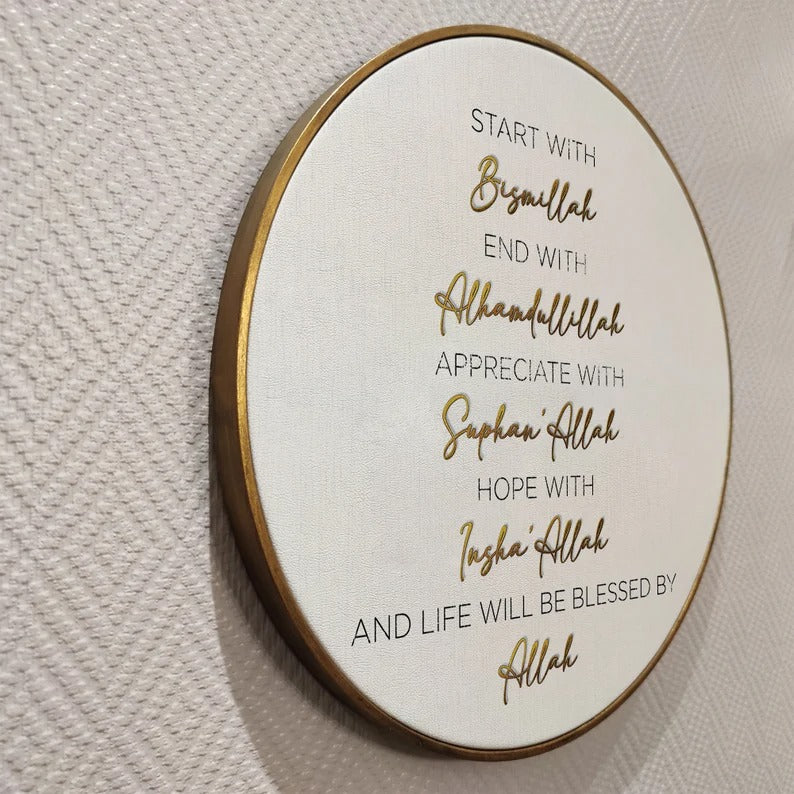 START WITH
Bismillah
END WITH
Alhamdullillah
APPRECIATE WITH
Suphan'Allah
HOPE WITH
Insha'Allah
AND LIFE WILL BE BLESSED BY
Allah